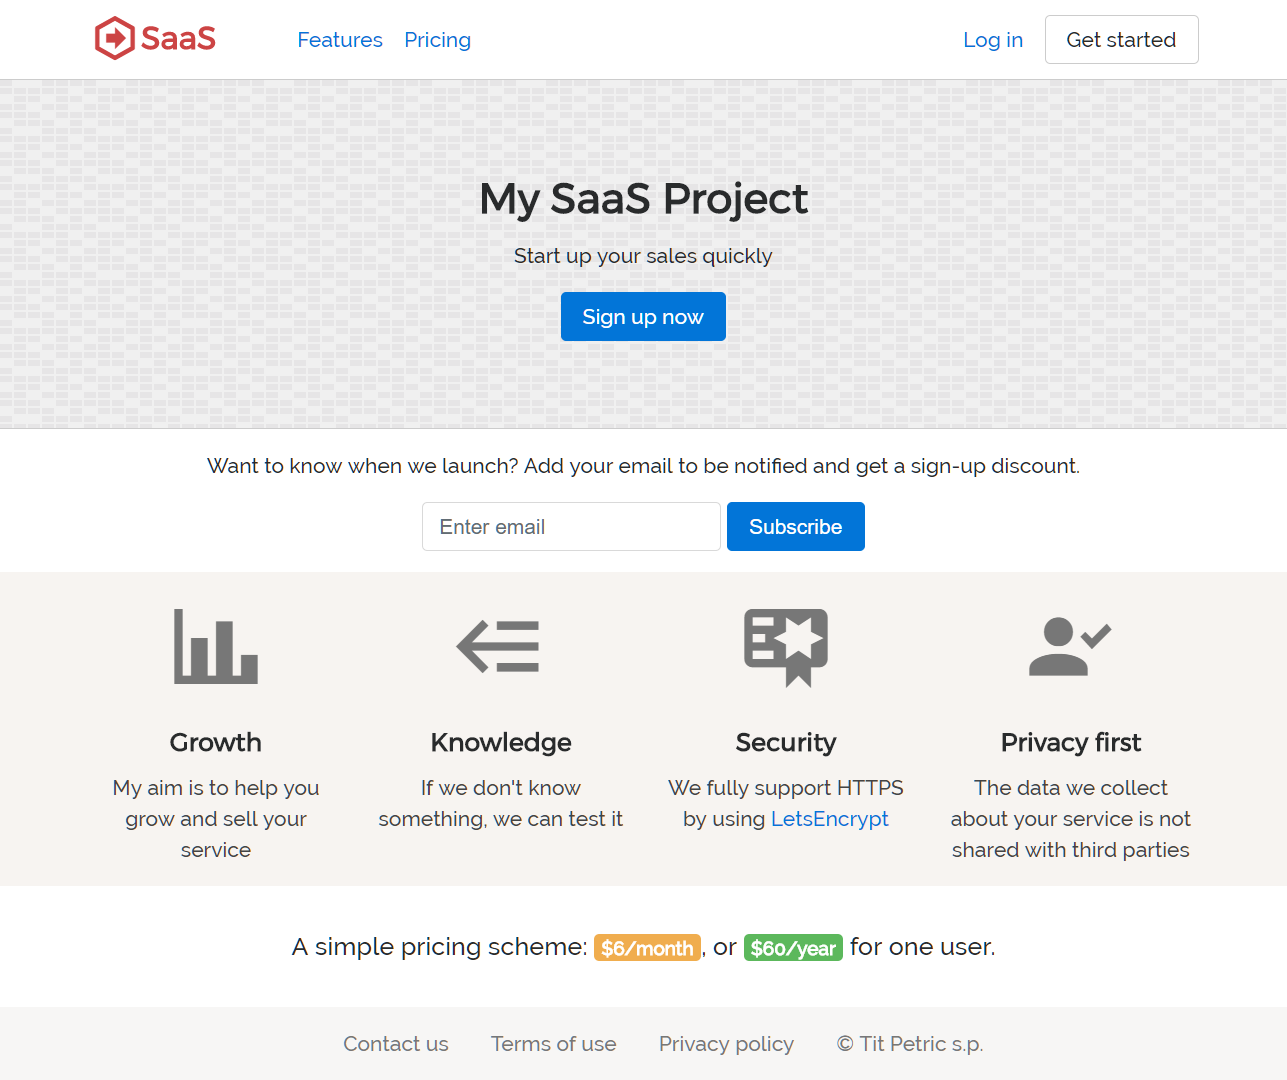 SaaS
Features Pricing
Log in Get started
My SaaS Project
Start up your sales quickly
Sign up now
Want to know when we launch? Add your email to be notified and get a sign-up discount.
Enter email Subscribe
Growth
My aim is to help you
grow and sell your
service
Knowledge
If we don't know
something, we can test it
Security
We fully support HTTPS
by using LetsEncrypt
Privacy first
The data we collect
about your service is not
shared with third parties
A simple pricing scheme: $6/month, or $60/year for one user.
Contact us Terms of use Privacy policy © Tit Petric s.p.